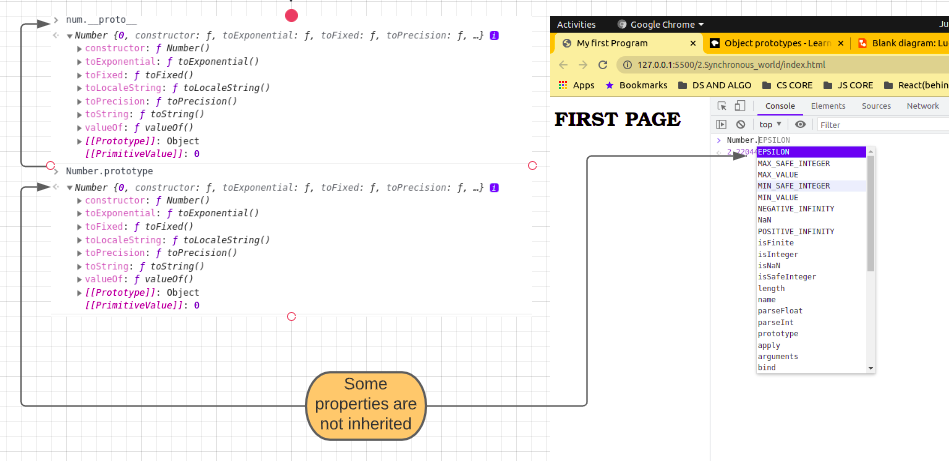 num.__proto__
Number {0, constructor: ƒ, toExponential: ƒ, toFixed: ƒ, toPrecision: ƒ, …} i
constructor: ƒ Number()
toExponential: ƒ toExponential()
toFixed: ƒ toFixed()
toLocaleString: ƒ toLocaleString()
toPrecision: ƒ toPrecision()
toString: ƒ toString()
valueOf: ƒ valueOf()
[[Prototype]]: Object
[[PrimitiveValue]]: 0
Number.prototype
Number {0, constructor: ƒ, toExponential: ƒ, toFixed: ƒ, toPrecision: ƒ, …} i
constructor: ƒ Number()
toExponential: ƒ toExponential()
toFixed: ƒ toFixed()
toLocaleString: ƒ toLocaleString()
toPrecision: ƒ toPrecision()
toString: ƒ toString()
valueOf: ƒ valueOf()
[[Prototype]]: Object
[[PrimitiveValue]]: 0
Some
properties are
not inherited
Activities Google Chrome Ju
My first Program × Object prototypes - Learn × Blank diagram: Lu
127.0.0.1:5500/2.Synchronous_world/index.html
Apps Bookmarks DS AND ALGO CS CORE JS CORE React(behin
FIRST PAGE
Console Elements Sources Network
top Filter
Number.EPSILON
EPSILON
MAX_SAFE_INTEGER
MAX_VALUE
MIN_SAFE_INTEGER
MIN_VALUE
NEGATIVE_INFINITY
NaN
POSITIVE_INFINITY
isFinite
isInteger
isNaN
isSafeInteger
length
name
parseFloat
parseInt
prototype
apply
arguments
bind